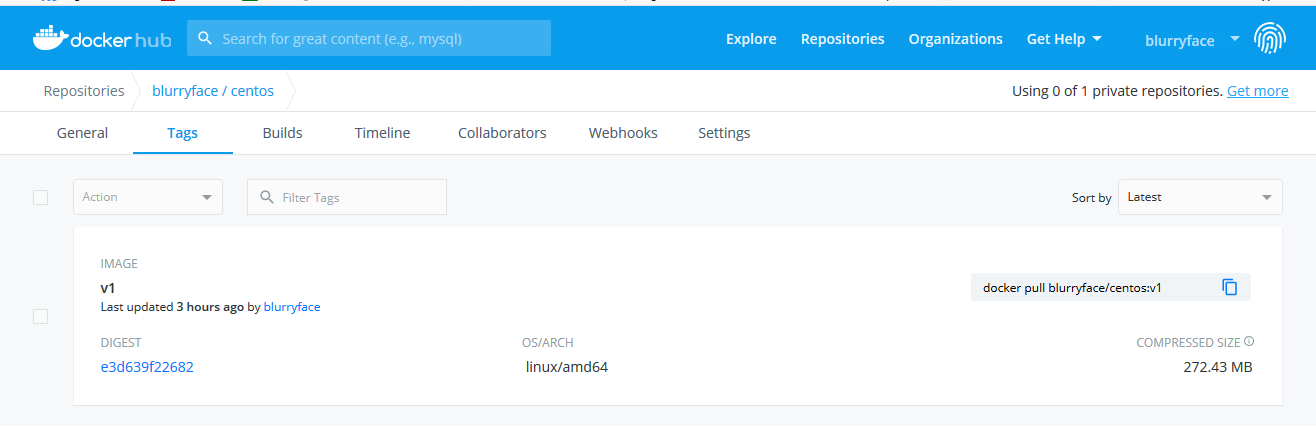 docker hub Search for great content (e.g., mysql) Explore Repositories Organizations Get Help blurryface
Repositories blurryface / centos Using 0 of 1 private repositories. Get more
General Tags Builds Timeline Collaborators Webhooks Settings
Action Filter Tags Sort by Latest
IMAGE
v1 docker pull blurryface/centos:v1
Last updated 3 hours ago by blurryface
DIGEST OS/ARCH COMPRESSED SIZE
e3d639f22682 linux/amd64 272.43 MB